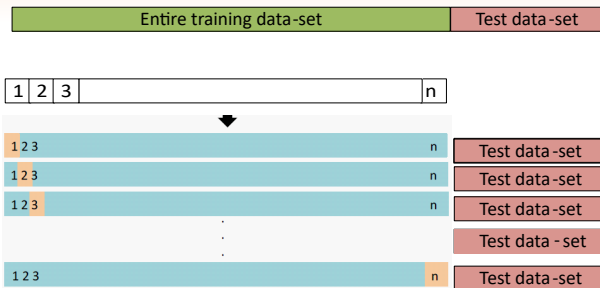 Entire training data-set Test data-set
1 2 3 n
1 2 3 n Test data-set
1 2 3 n Test data-set
1 2 3 n Test data-set
. Test data - set
.
.
1 2 3 n Test data-set